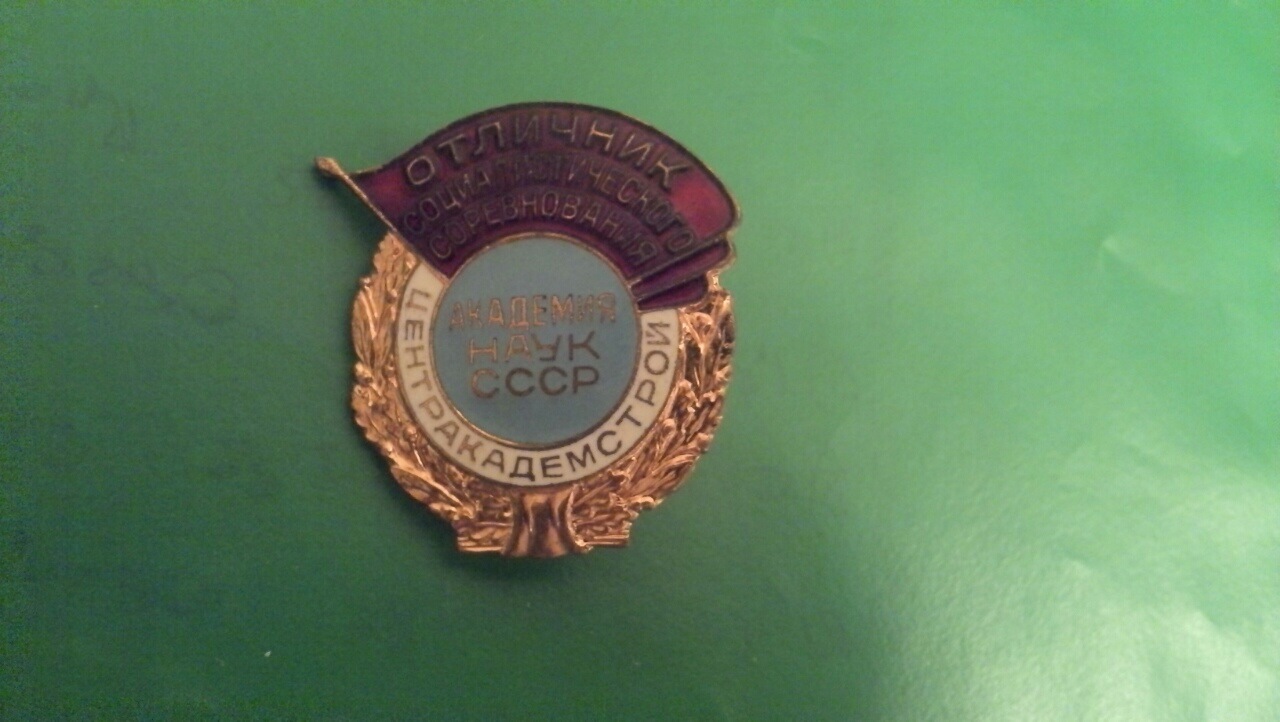 ОТЛИЧНИК
СОЦИАЛИСТИЧЕСКОГО
СОРЕВНОВАНИЯ
АКАДЕМИЯ
НАУК
СССР
ЦЕНТРАКАДЕМСТРОЙ